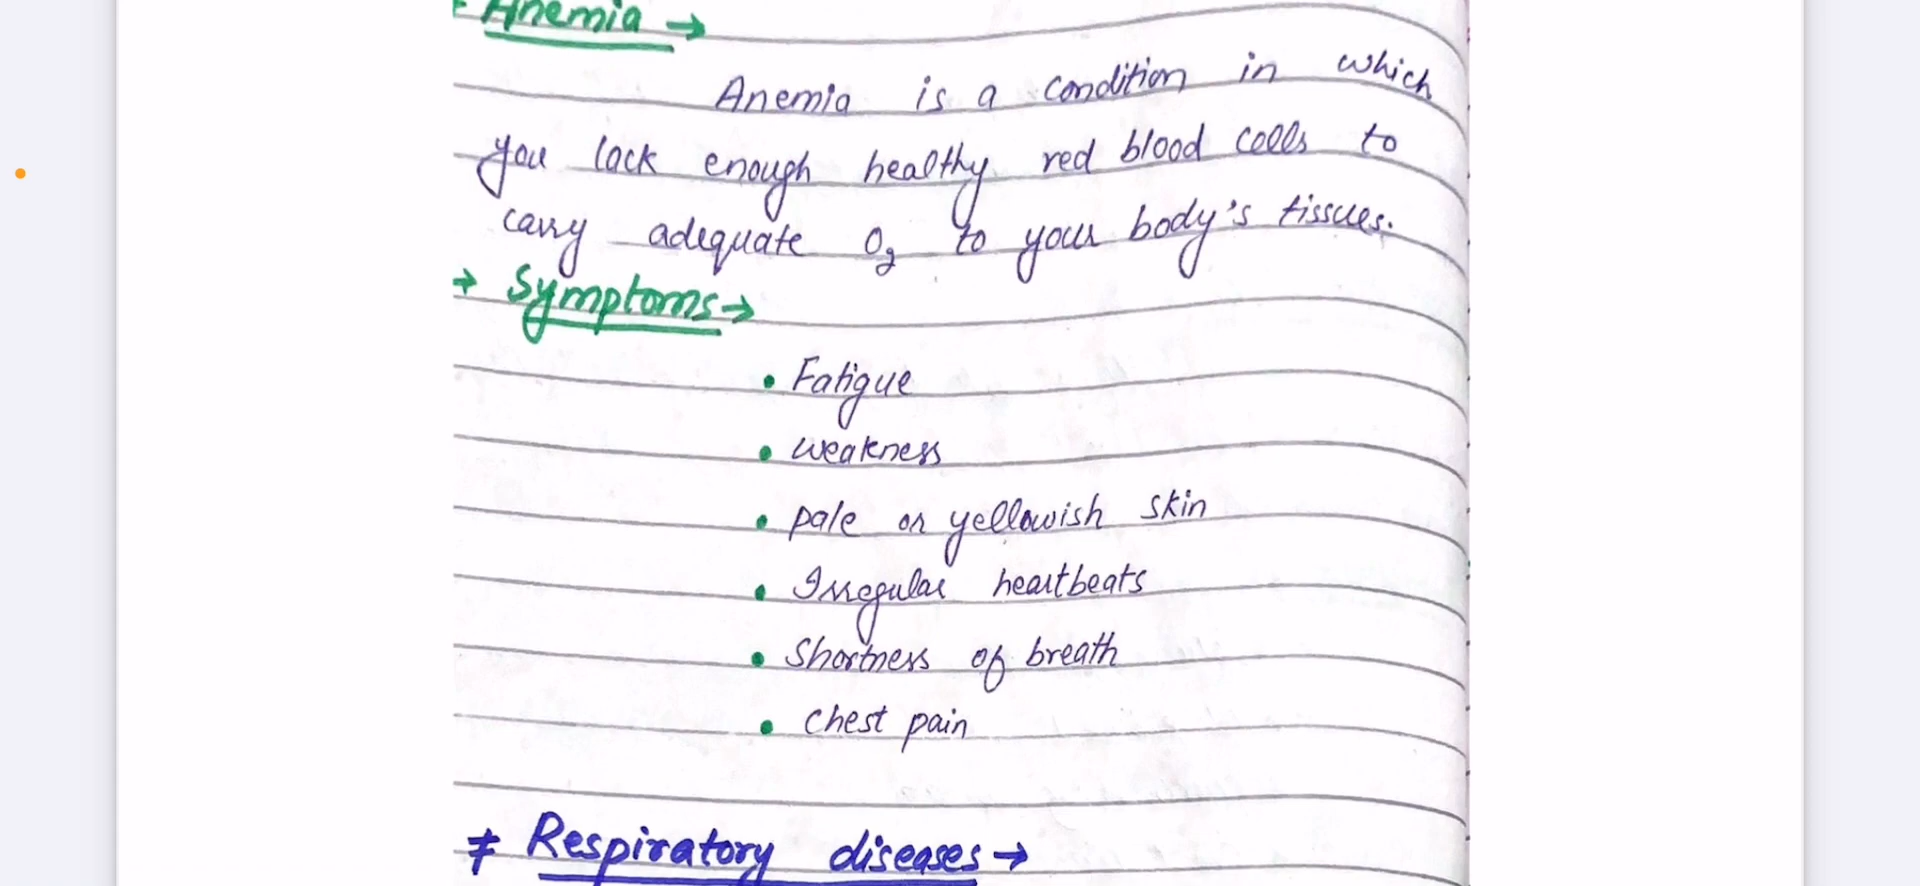 Anemia →
Anemia is a condition in which
you lack enough healthy red blood cells to
carry adequate O2 to your body's tissues.
→ Symptoms →
• Fatigue
• weakness
• pale or yellowish skin
• Irregular heartbeats
• Shortness of breath
• Chest pain
* Respiratory diseases →